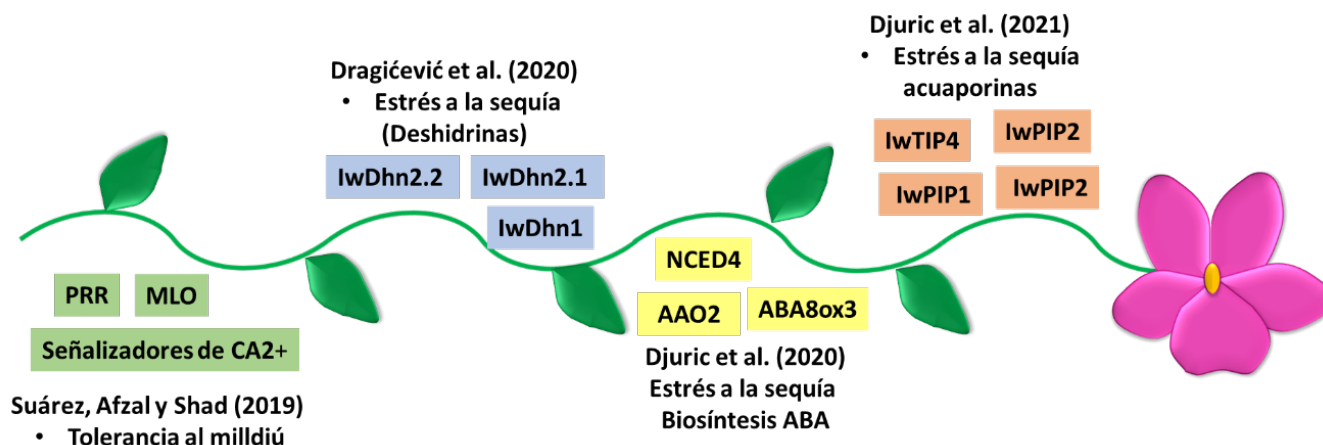 PRR
MLO
Señalizadores de CA2+
Suárez, Afzal y Shad (2019)
• Tolerancia al milldiú
Dragićević et al. (2020)
• Estrés a la sequía
(Deshidrinas)
IwDhn2.2
IwDhn2.1
IwDhn1
NCED4
AAO2
ABA8ox3
Djuric et al. (2020)
Estrés a la sequía
Biosíntesis ABA
Djuric et al. (2021)
• Estrés a la sequía
acuaporinas
IwTIP4
IwPIP2
IwPIP1
IwPIP2